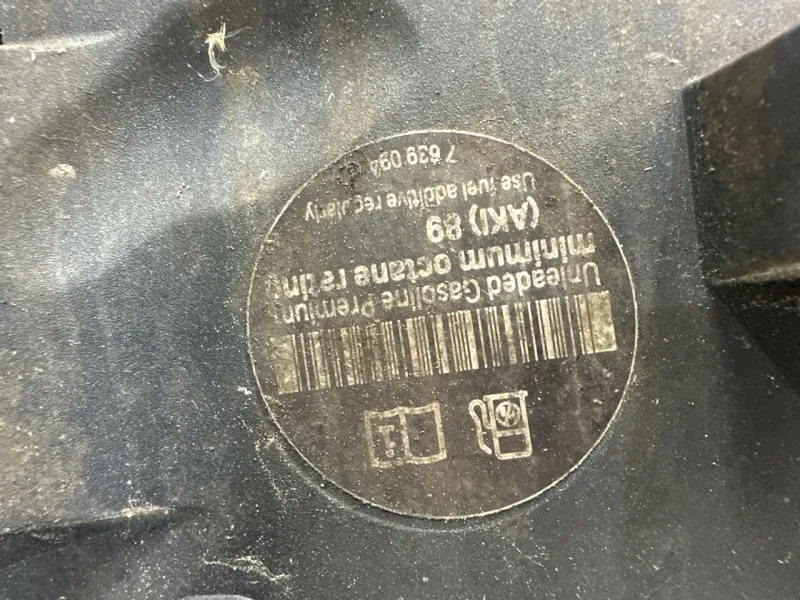 Unleaded Gasoline Premium
minimum octane rating
(AKI) 89
Use fuel additive regularly
7 639 094